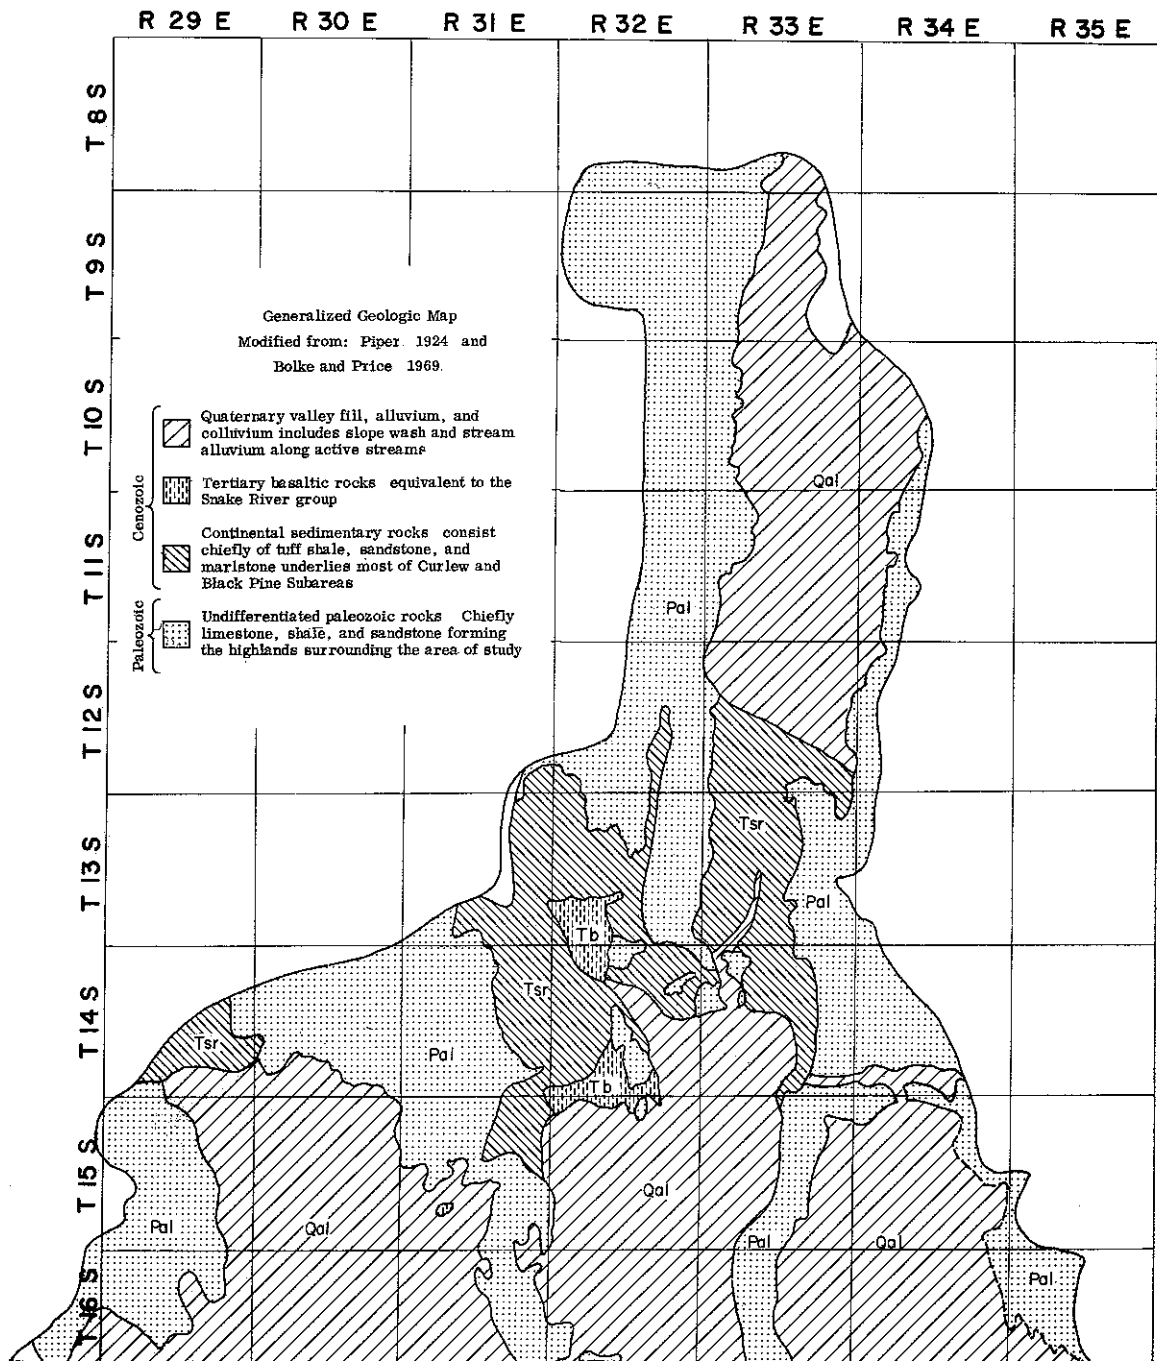 R 29 E R 30 E R 31 E R 32 E R 33 E R 34 E R 35 E
T 8 S
T 9 S
Generalized Geologic Map
Modified from: Piper 1924 and
Bolke and Price 1969.
T 10 S
Cenozoic
Quaternary valley fill, alluvium, and
colluvium includes slope wash and stream
alluvium along active streams
Qal
Tertiary basaltic rocks equivalent to the
Snake River group
T 11 S
Continental sedimentary rocks consist
chiefly of tuff shale, sandstone, and
marlstone underlies most of Curlew and
Black Pine Subareas
Paleozoic
Undifferentiated paleozoic rocks Chiefly
limestone, shale, and sandstone forming
the highlands surrounding the area of study
Pal
T 12 S
Tsr
T 13 S
Pal
Tb
Tsr
T 14 S
Tsr
Pal
Tb
T 15 S
Qal
Pal
Qal
Pal
Qal
Pal
T 16 S